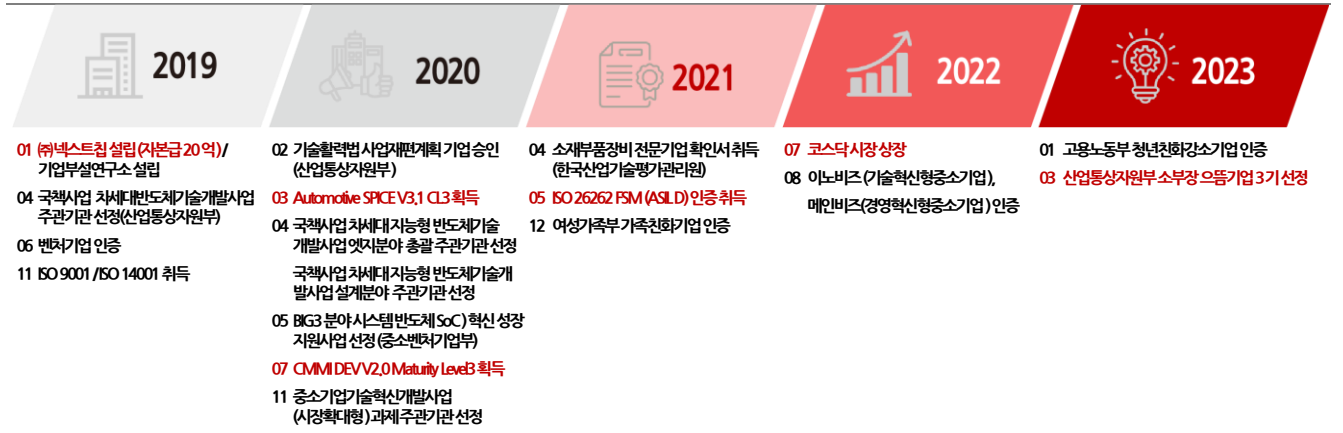 2019
01 ㈜넥스트칩 설립 (자본급 20억) /
기업부설연구소 설립
04 국책사업 차세대반도체기술개발사업
주관기관 선정(산업통상자원부)
06 벤처기업 인증
11 ISO 9001 /ISO 14001 취득
2020
02 기술활력법 사업재편계획 기업 승인
(산업통상자원부)
03 Automotive SPICE V3.1 CL3 획득
04 국책사업 차세대 지능형 반도체기술
개발사업 엣지분야 총괄 주관기관 선정
국책사업 차세대 지능형 반도체기술개
발사업 설계분야 주관기관 선정
05 BIG3 분야 시스템 반도체 SoC) 혁신 성장
지원사업 선정 (중소벤처기업부)
07 CMMI DEV V2.0 Maturity Level3 획득
11 중소기업기술혁신개발사업
(시장확대형) 과제 주관기관 선정
2021
04 소재부품장비 전문기업 확인서 취득
(한국산업기술평가관리원)
05 ISO 26262 FSM (ASIL D) 인증 취득
12 여성가족부 가족친화기업 인증
2022
07 코스닥 시장 상장
08 이노비즈 (기술혁신형중소기업),
메인비즈(경영혁신형중소기업) 인증
2023
01 고용노동부 청년친화강소기업 인증
03 산업통상자원부 소부장 으뜸기업 3기 선정